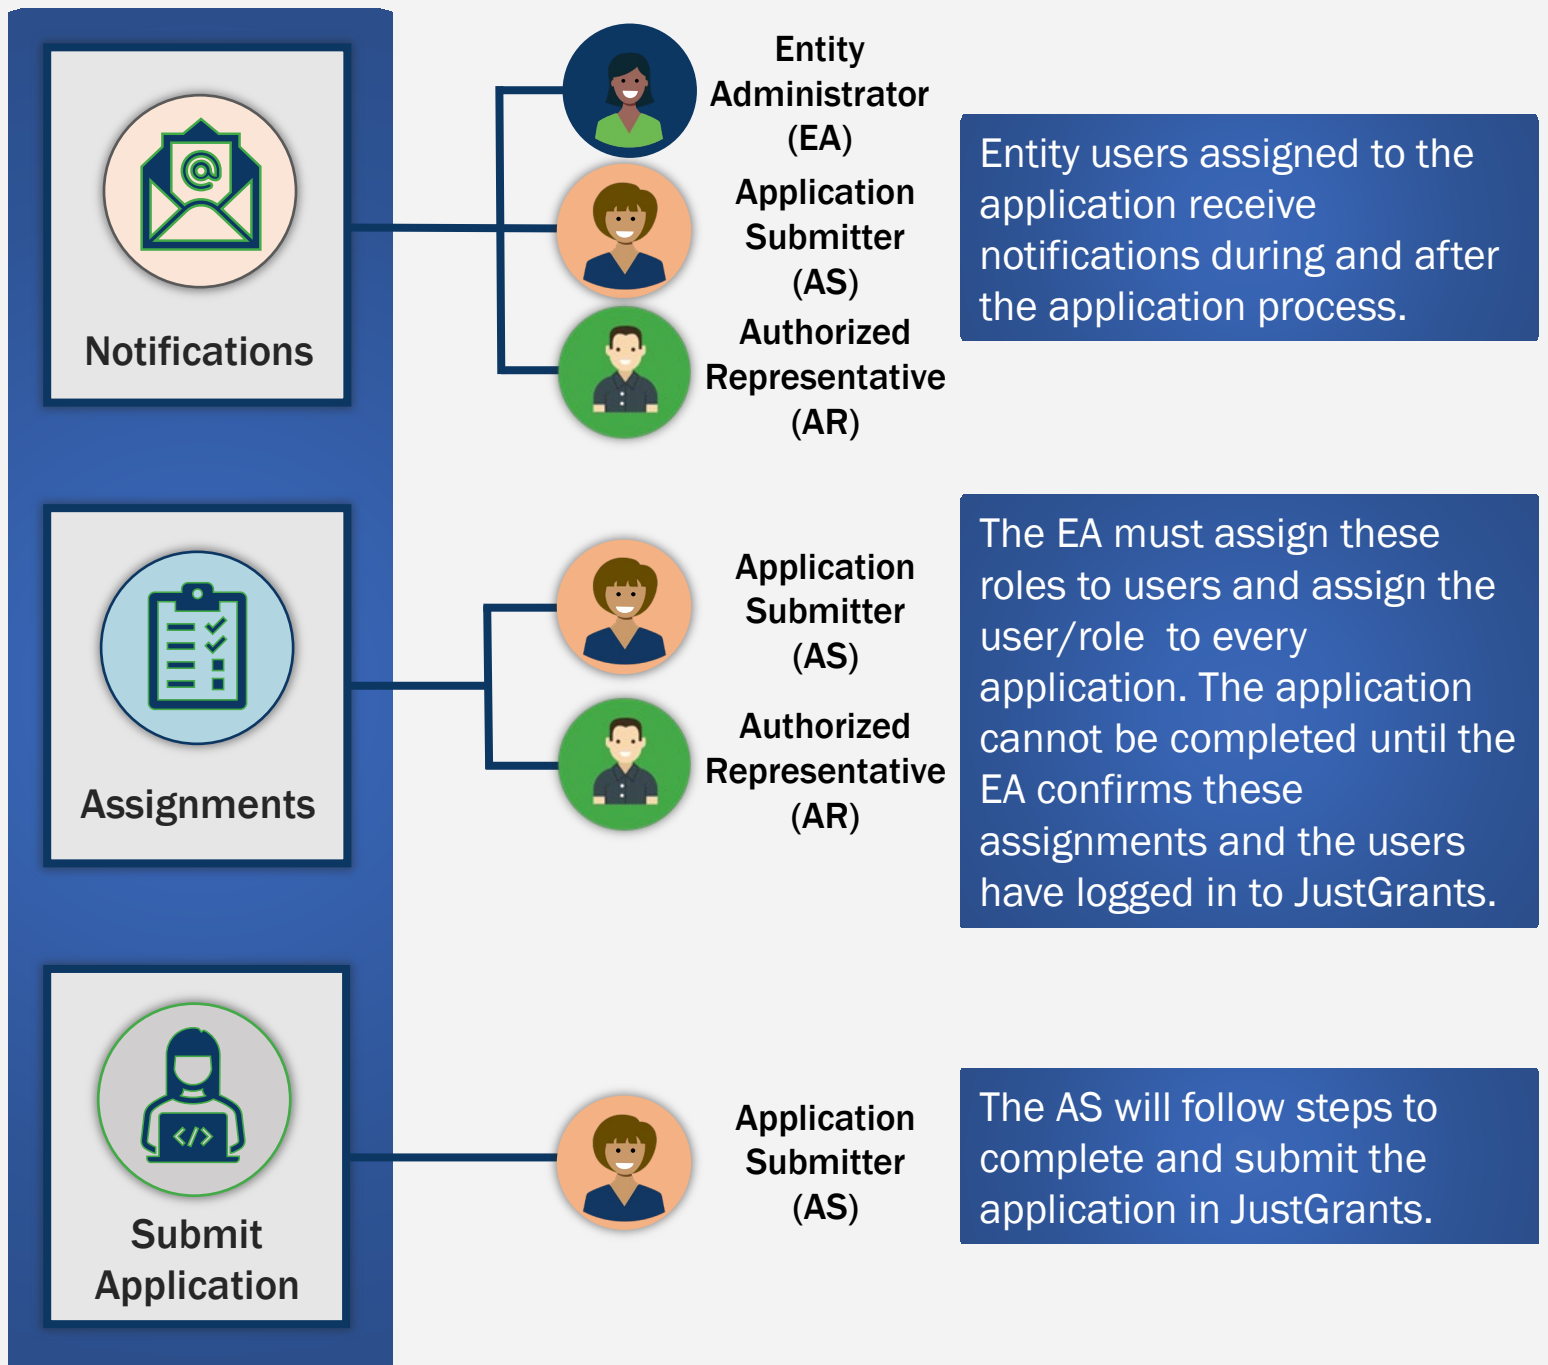 Notifications
Entity
Administrator
(EA)
Application
Submitter
(AS)
Authorized
Representative
(AR)
Entity users assigned to the
application receive
notifications during and after
the application process.
Assignments
Application
Submitter
(AS)
Authorized
Representative
(AR)
The EA must assign these
roles to users and assign the
user/role  to every
application. The application
cannot be completed until the
EA confirms these
assignments and the users
have logged in to JustGrants.
Submit
Application
Application
Submitter
(AS)
The AS will follow steps to
complete and submit the
application in JustGrants.